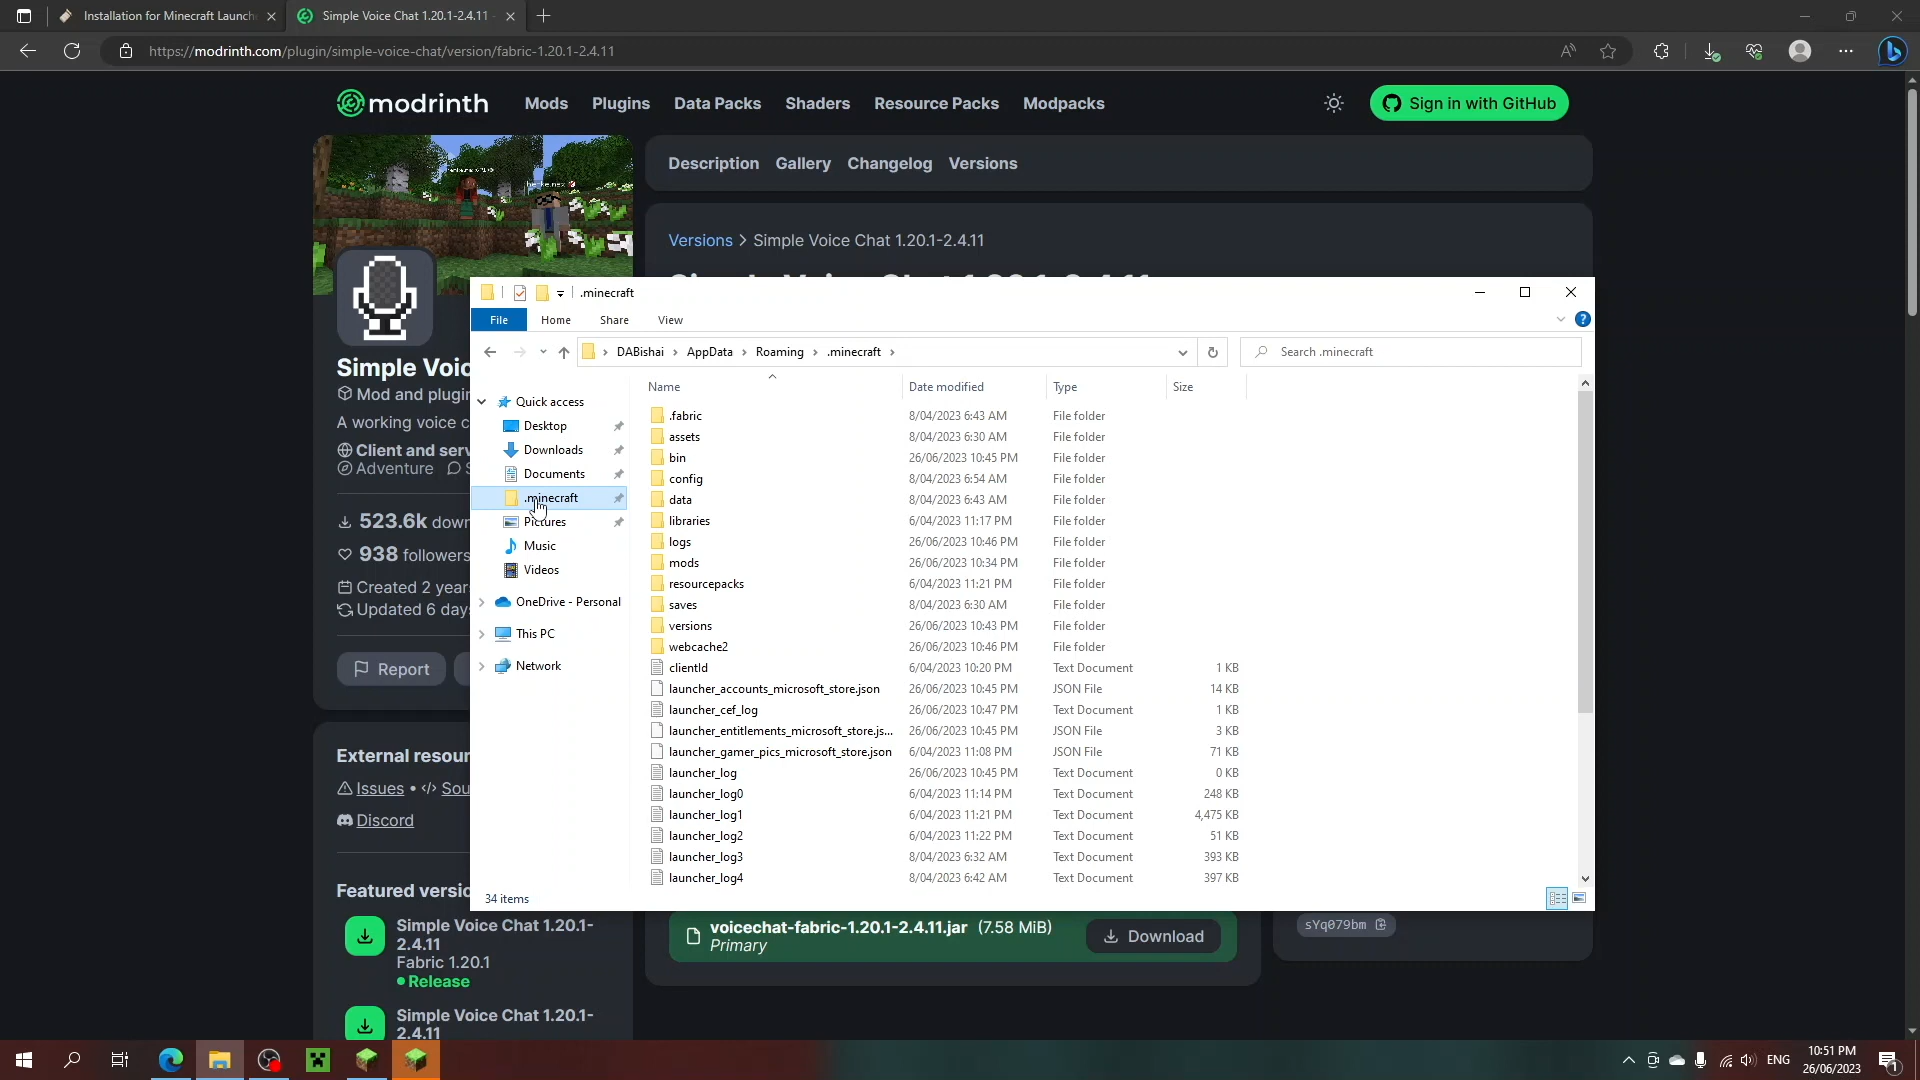 Installation for Minecraft Launch
Simple Voice Chat 1.20.1-2.4.11 -
https://modrinth.com/plugin/simple-voice-chat/version/fabric-1.20.1-2.4.11
modrinth
Mods
Plugins
Data Packs
Shaders
Resource Packs
Modpacks
Sign in with GitHub
Description
Gallery
Changelog
Versions
Versions > Simple Voice Chat 1.20.1-2.4.11
Simple Voic
Mod and plugin
A working voice c
Client and serv
Adventure
523.6k down
938 followers
Created 2 year
Updated 6 day
Report
External resour
Issues • </> Sou
Discord
Featured versio
Simple Voice Chat 1.20.1-
2.4.11
Fabric 1.20.1
• Release
Simple Voice Chat 1.20.1-
2.4.11
.minecraft
File
Home
Share
View
DABishai > AppData > Roaming > .minecraft >
Search .minecraft
Quick access
Desktop
Downloads
Documents
.minecraft
Pictures
Music
Videos
OneDrive - Personal
This PC
Network
Name Date modified Type Size
.fabric 8/04/2023 6:43 AM File folder
assets 8/04/2023 6:30 AM File folder
bin 26/06/2023 10:45 PM File folder
config 8/04/2023 6:54 AM File folder
data 8/04/2023 6:43 AM File folder
libraries 6/04/2023 11:17 PM File folder
logs 26/06/2023 10:46 PM File folder
mods 26/06/2023 10:34 PM File folder
resourcepacks 6/04/2023 11:21 PM File folder
saves 8/04/2023 6:30 AM File folder
versions 26/06/2023 10:43 PM File folder
webcache2 26/06/2023 10:46 PM File folder
clientId 6/04/2023 10:20 PM Text Document 1 KB
launcher_accounts_microsoft_store.json 26/06/2023 10:45 PM JSON File 14 KB
launcher_cef_log 26/06/2023 10:47 PM Text Document 1 KB
launcher_entitlements_microsoft_store.js... 26/06/2023 10:45 PM JSON File 3 KB
launcher_gamer_pics_microsoft_store.json 6/04/2023 11:08 PM JSON File 71 KB
launcher_log 26/06/2023 10:45 PM Text Document 0 KB
launcher_log0 6/04/2023 11:14 PM Text Document 248 KB
launcher_log1 6/04/2023 11:21 PM Text Document 4,475 KB
launcher_log2 6/04/2023 11:22 PM Text Document 51 KB
launcher_log3 8/04/2023 6:32 AM Text Document 393 KB
launcher_log4 8/04/2023 6:42 AM Text Document 397 KB
34 items
voicechat-fabric-1.20.1-2.4.11.jar (7.58 MiB)
Primary
Download
sYq079bm
ENG
10:51 PM
26/06/2023
1